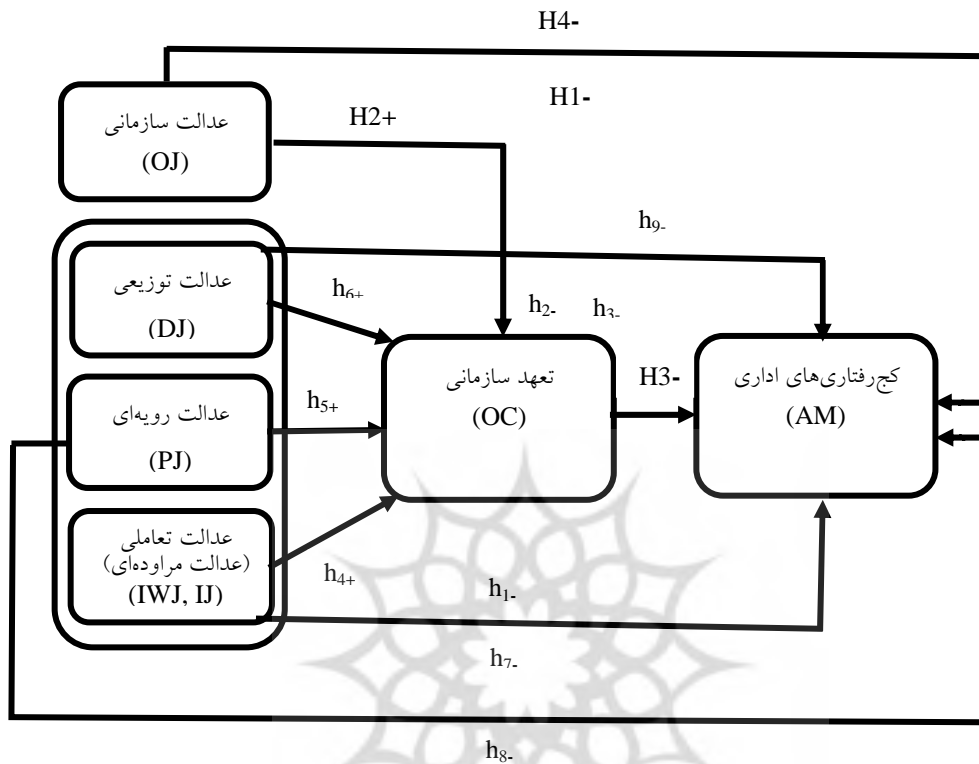 H4-
H1-
عدالت سازمانی
(OJ)
H2+
h9-
عدالت توزیعی
(DJ)
h6+
h2-
h3-
تعهد سازمانی
(OC)
H3-
کج‌رفتاری‌های اداری
(AM)
عدالت رویه‌ای
(PJ)
h5+
عدالت تعاملی
(عدالت مراوده‌ای)
(IWJ, IJ)
h4+
h1-
h7-
h8-